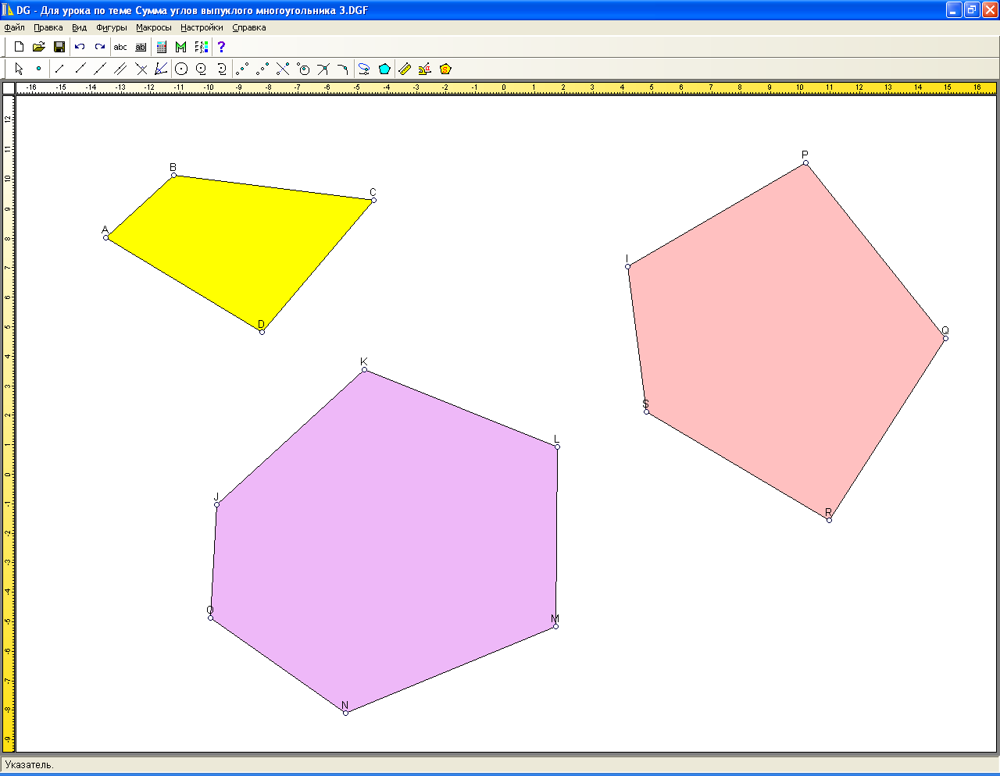 DG - Для урока по теме Сумма углов выпуклого многоугольника 3.DGF
Файл Правка Вид Фигуры Макросы Настройки Справка
abc ab ?
-16 -14 -13 -12 -11 -10 -9 -8 -7 -6 -5 -4 -3 -2 -1 0 1 2 3 4 5 6 7 8 9 10 11 12 13 14 15 16
12
11
10
9
8
7
6
5
4
3
2
1
0
-1
-2
-3
-4
-5
-6
-7
-8
-9
P
B
C
A
I
D
Q
K
S
L
J
R
O
M
N
Указатель.